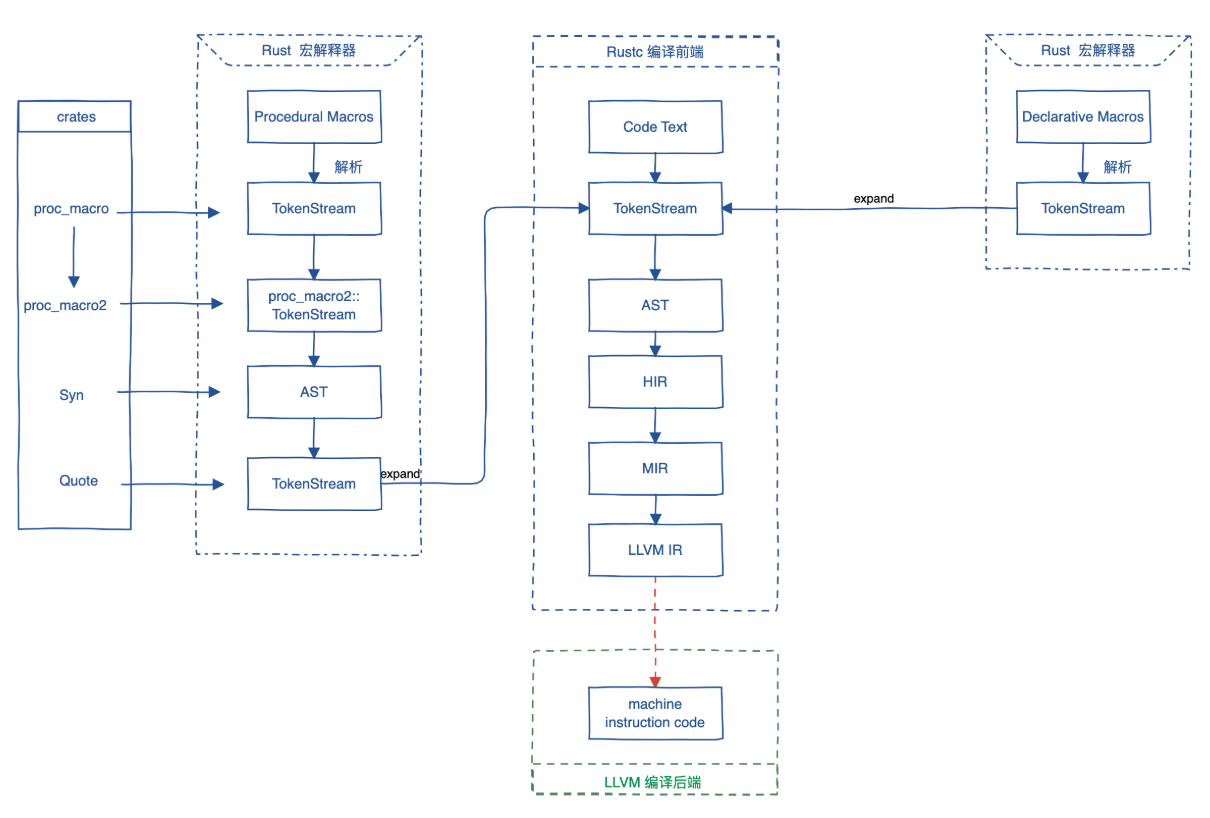 crates
proc_macro
proc_macro2
Syn
Quote
Rust 宏解释器
Procedural Macros
解析
TokenStream
proc_macro2::
TokenStream
AST
TokenStream
expand
Rustc 编译前端
Code Text
TokenStream
AST
HIR
MIR
LLVM IR
machine
instruction code
LLVM 编译后端
expand
Rust 宏解释器
Declarative Macros
解析
TokenStream